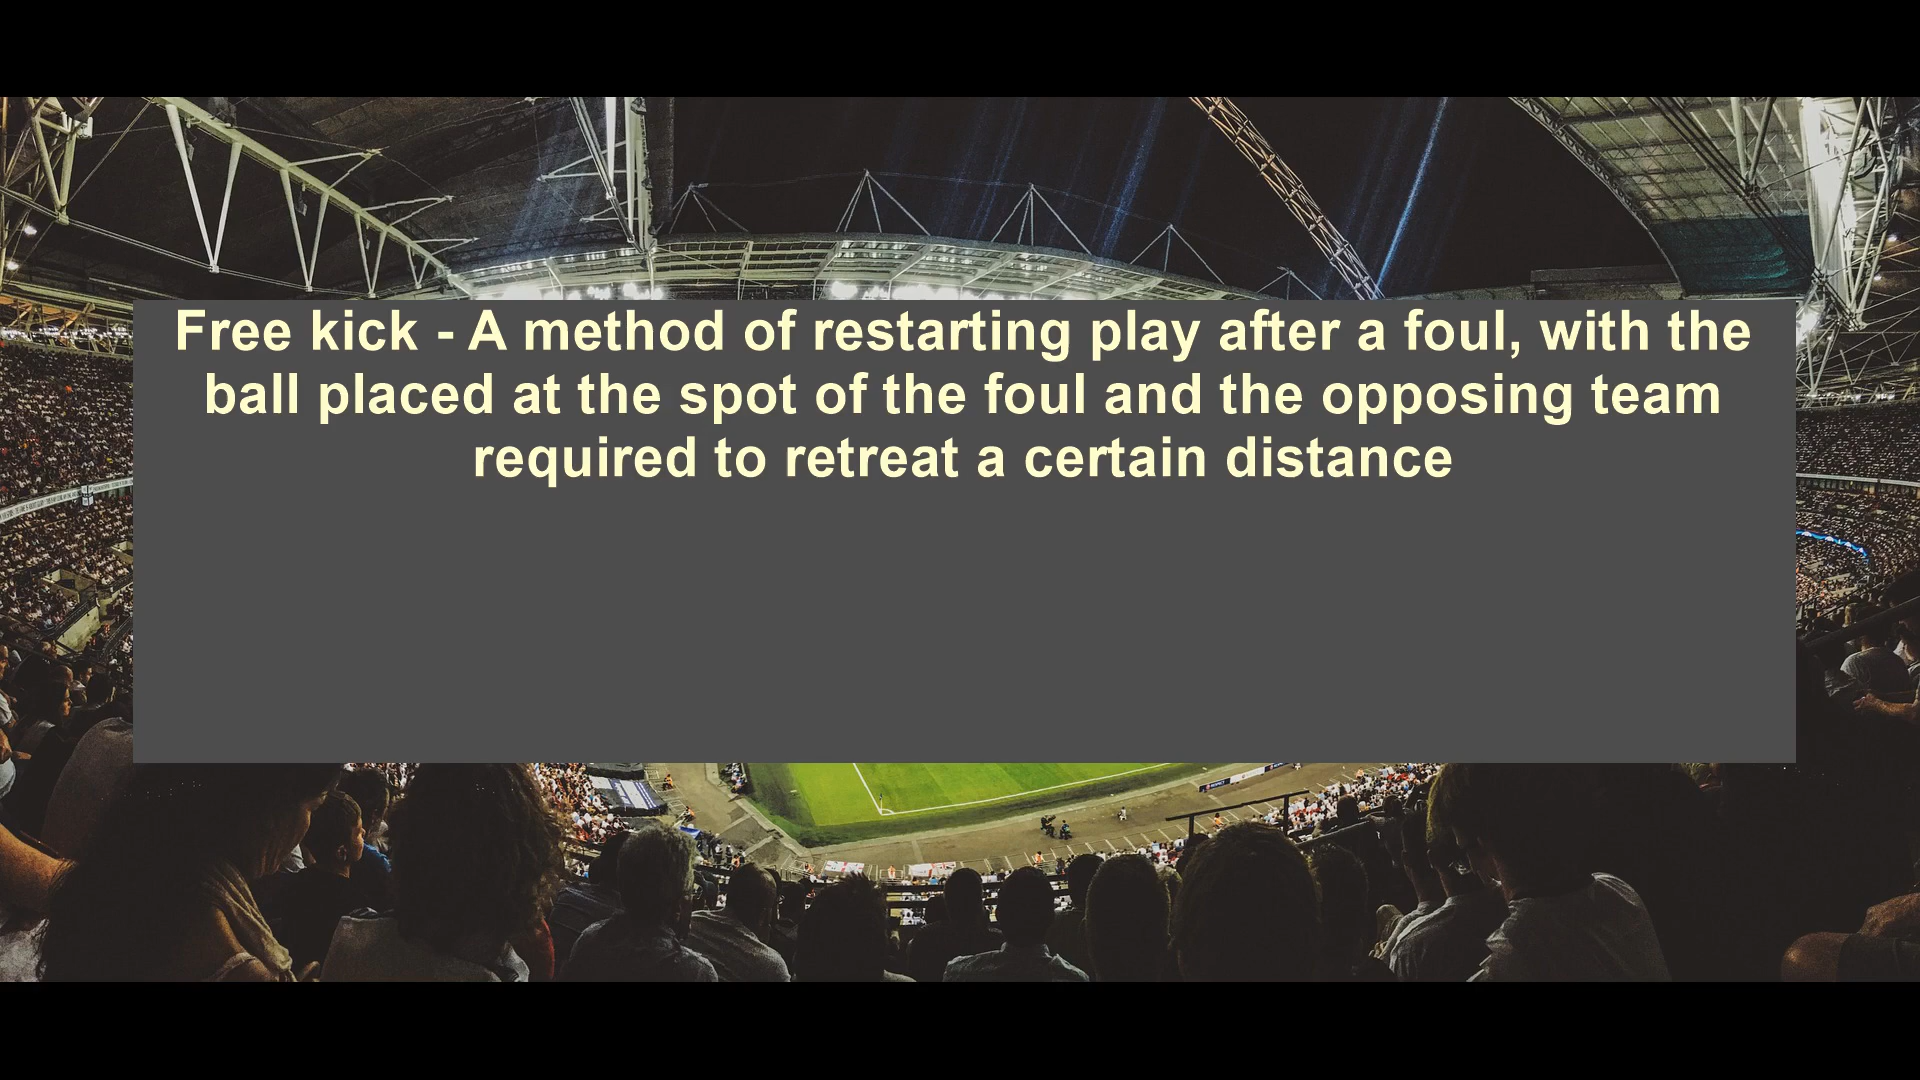 Free kick - A method of restarting play after a foul, with the
ball placed at the spot of the foul and the opposing team
required to retreat a certain distance